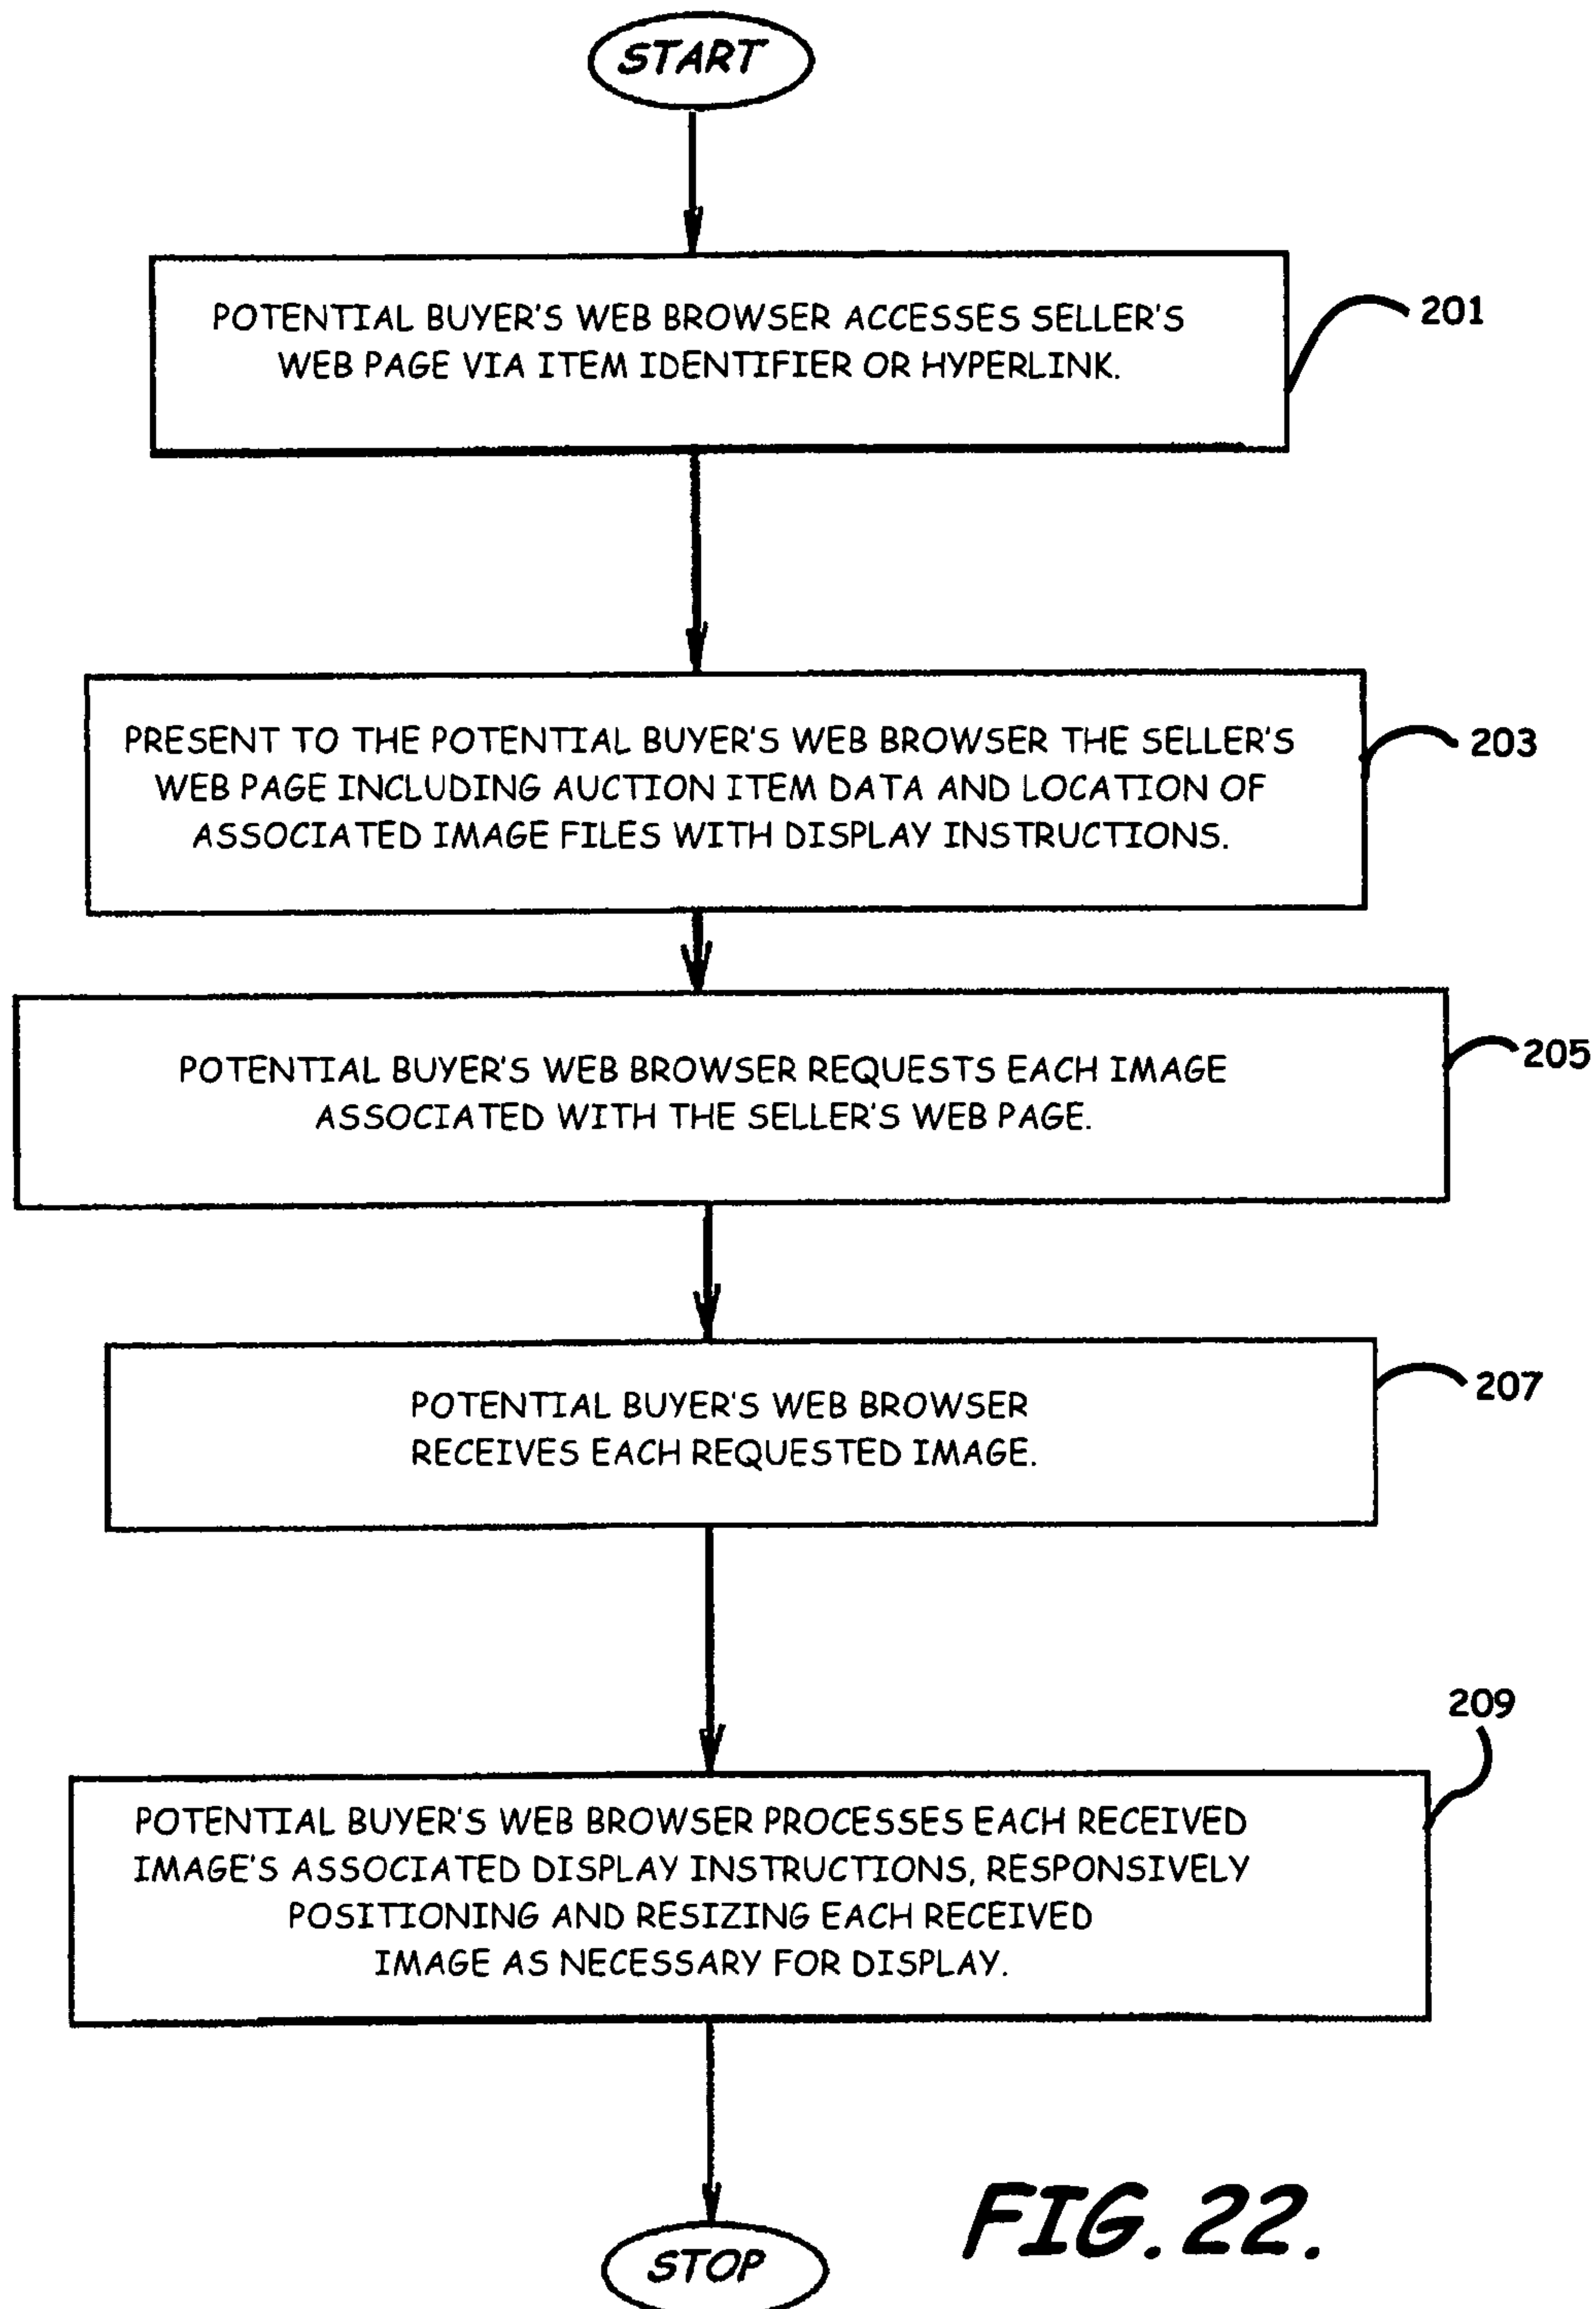 START
POTENTIAL BUYER'S WEB BROWSER ACCESSES SELLER'S
WEB PAGE VIA ITEM IDENTIFIER OR HYPERLINK.
201
PRESENT TO THE POTENTIAL BUYER'S WEB BROWSER THE SELLER'S
WEB PAGE INCLUDING AUCTION ITEM DATA AND LOCATION OF
ASSOCIATED IMAGE FILES WITH DISPLAY INSTRUCTIONS.
203
POTENTIAL BUYER'S WEB BROWSER REQUESTS EACH IMAGE
ASSOCIATED WITH THE SELLER'S WEB PAGE.
205
POTENTIAL BUYER'S WEB BROWSER
RECEIVES EACH REQUESTED IMAGE.
207
209
POTENTIAL BUYER'S WEB BROWSER PROCESSES EACH RECEIVED
IMAGE'S ASSOCIATED DISPLAY INSTRUCTIONS, RESPONSIVELY
POSITIONING AND RESIZING EACH RECEIVED
IMAGE AS NECESSARY FOR DISPLAY.
STOP
FIG. 22.